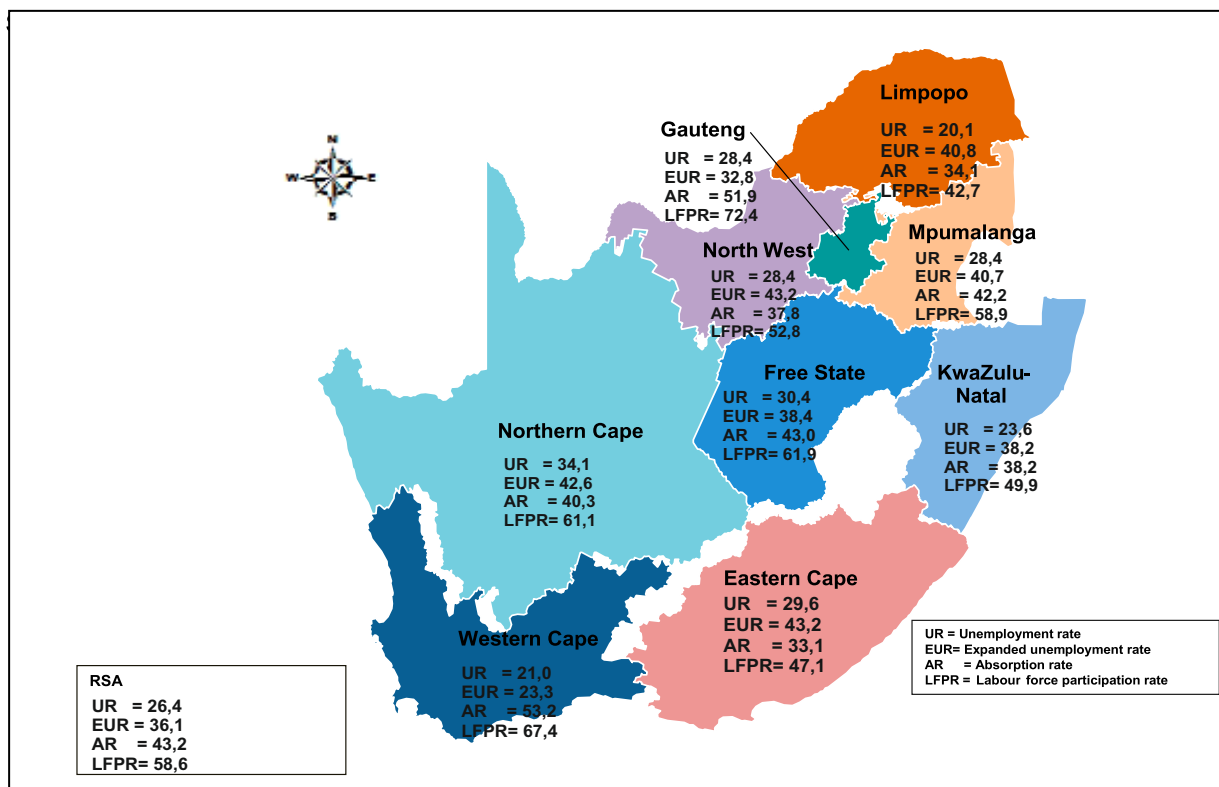 Limpopo
UR = 20,1
EUR = 40,8
AR = 34,1
LFPR= 42,7
Gauteng
UR = 28,4
EUR = 32,8
AR = 51,9
LFPR= 72,4
N
W E
S
North West
UR = 28,4
EUR = 43,2
AR = 37,8
LFPR= 52,8
Mpumalanga
UR = 28,4
EUR = 40,7
AR = 42,2
LFPR= 58,9
Free State
UR = 30,4
EUR = 38,4
AR = 43,0
LFPR= 61,9
KwaZulu-
Natal
UR = 23,6
EUR = 38,2
AR = 38,2
LFPR= 49,9
Northern Cape
UR = 34,1
EUR = 42,6
AR = 40,3
LFPR= 61,1
Eastern Cape
UR = 29,6
EUR = 43,2
AR = 33,1
LFPR= 47,1
Western Cape
UR = 21,0
EUR = 23,3
AR = 53,2
LFPR= 67,4
UR = Unemployment rate
EUR= Expanded unemployment rate
AR = Absorption rate
LFPR = Labour force participation rate
RSA
UR = 26,4
EUR = 36,1
AR = 43,2
LFPR= 58,6